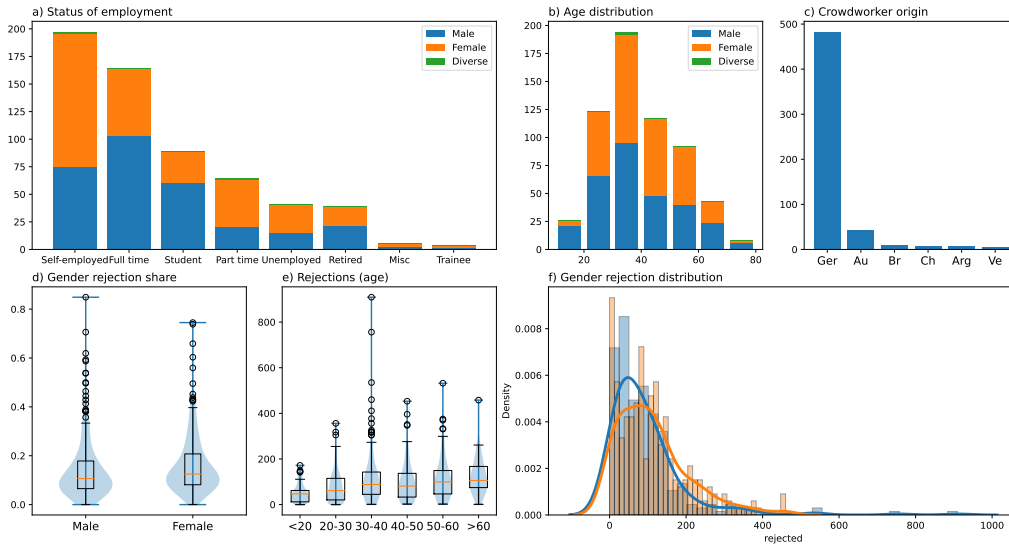 a) Status of employment
200
175
150
125
100
75
50
25
0
Male
Female
Diverse
Self-employed Full time Student Part time Unemployed Retired Misc Trainee
b) Age distribution
200
175
150
125
100
75
50
25
0
Male
Female
Diverse
20 40 60 80
c) Crowdworker origin
500
400
300
200
100
0
Ger Au Br Ch Arg Ve
d) Gender rejection share
0.8
0.6
0.4
0.2
0.0
Male Female
e) Rejections (age)
800
600
400
200
0
<20 20-30 30-40 40-50 50-60 >60
f) Gender rejection distribution
Density
0.008
0.006
0.004
0.002
0.000
0 200 400 600 800 1000
rejected